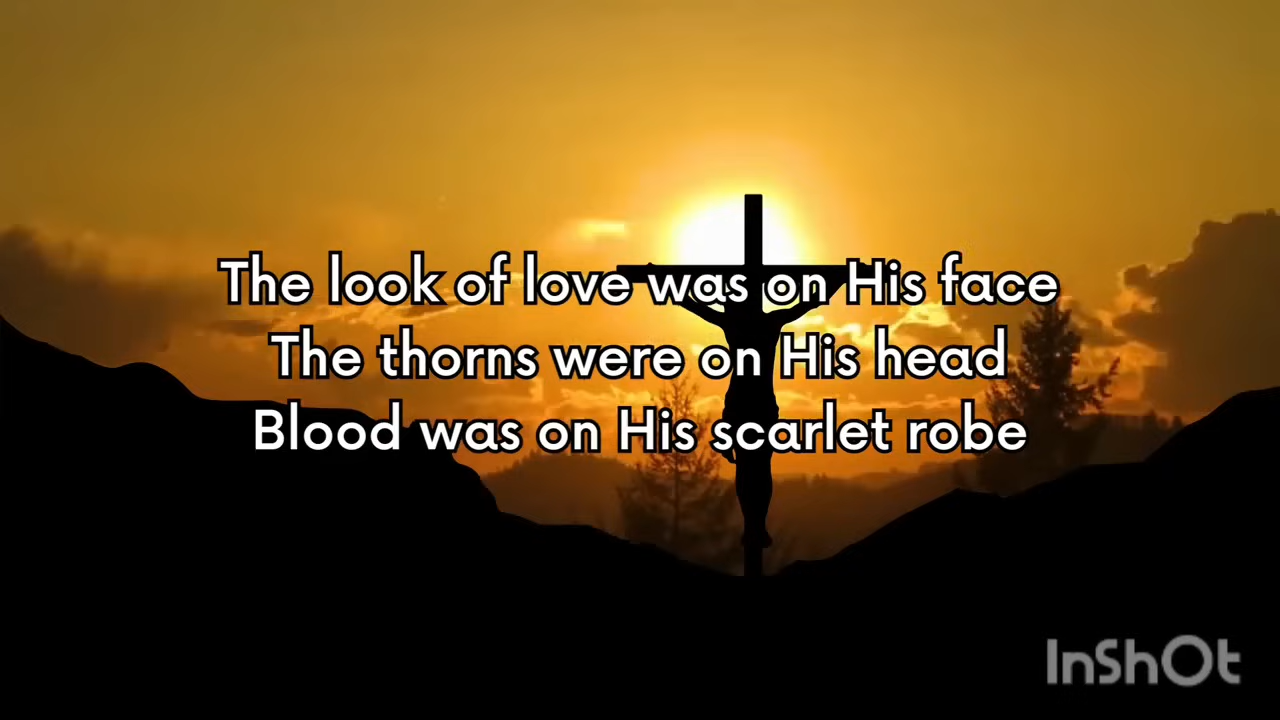 The look of love was on His face
The thorns were on His head
Blood was on His scarlet robe
InShOt